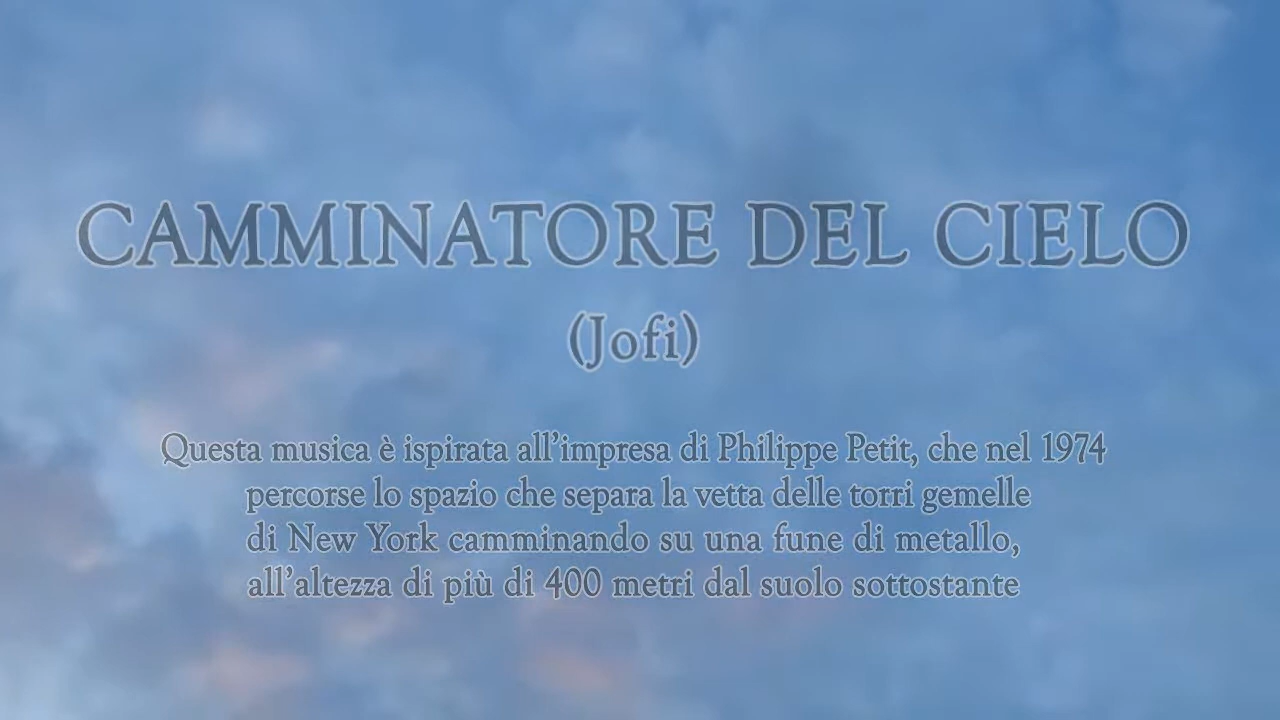 CAMMINATORE DEL CIELO
(Jofi)
Questa musica è ispirata all'impresa di Philippe Petit, che nel 1974
percorse lo spazio che separa la vetta delle torri gemelle
di New York camminando su una fune di metallo,
all'altezza di più di 400 metri dal suolo sottostante